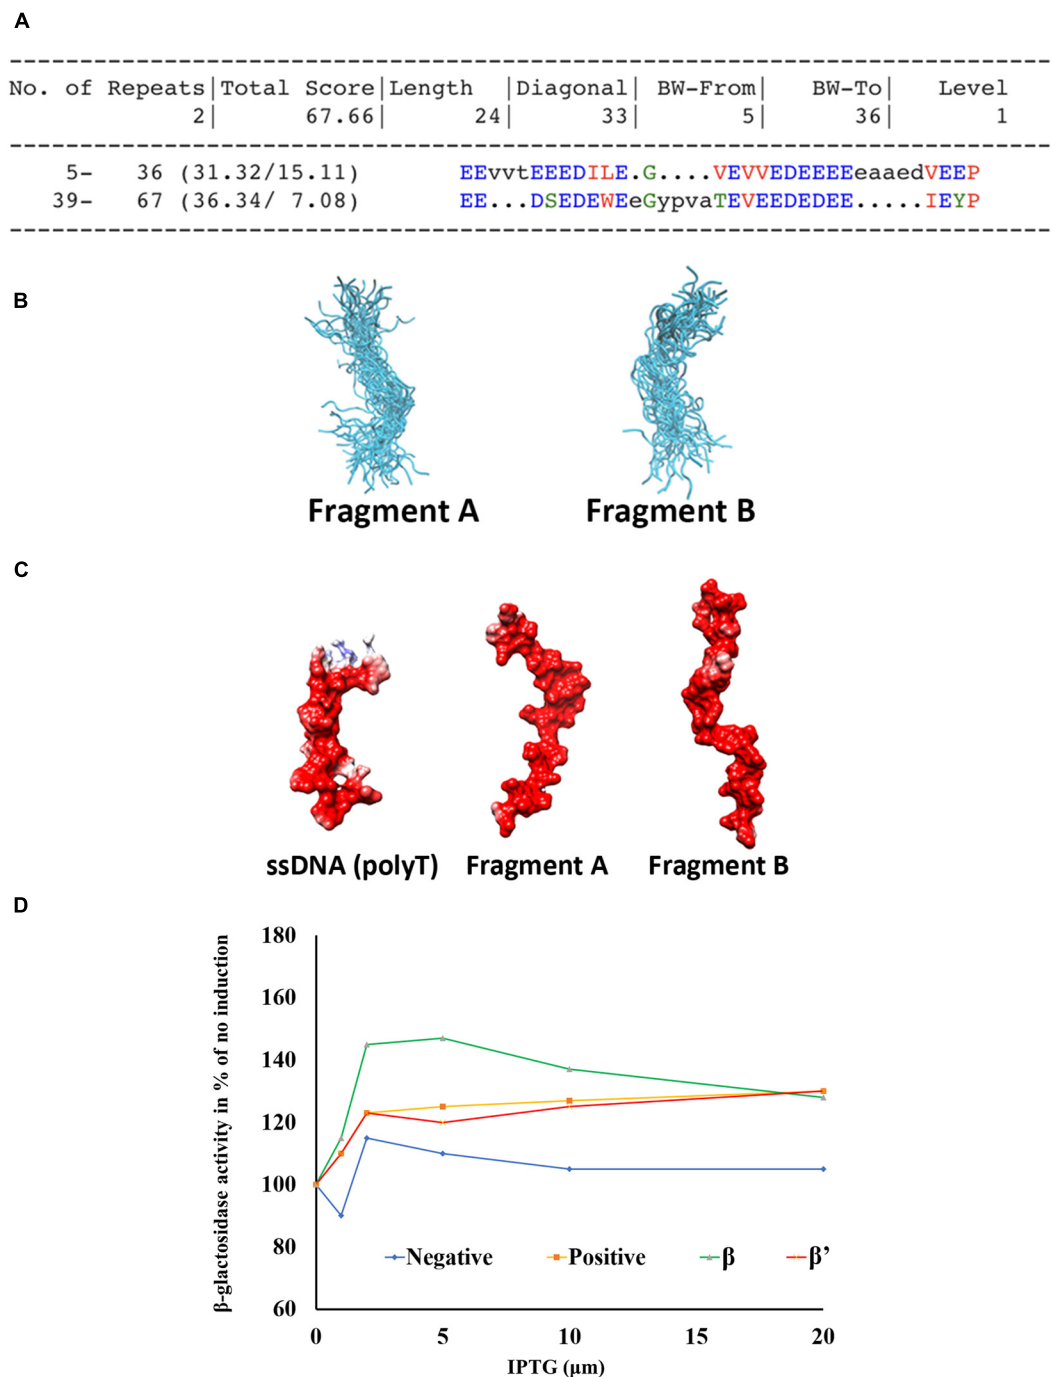 A
--------------------------------------------------------------
No. of Repeats|Total Score|Length |Diagonal| BW-From| BW-To| Level
2| 67.66| 24| 33| 5| 36| 1
--------------------------------------------------------------
5- 36 (31.32/15.11) EEvvtEEEDILE.G....VEVVEDEEEEeaaedVEEP
39- 67 (36.34/ 7.08) EE...DSEDEWEeGypvaTEVEEDEDEE.....IEYP
--------------------------------------------------------------
B
Fragment A Fragment B
C
ssDNA (polyT) Fragment A Fragment B
D
β-glactosidase activity in % of no induction
180
160
140
120
100
80
60
Negative Positive β β’
0 5 10 15 20
IPTG (μm)